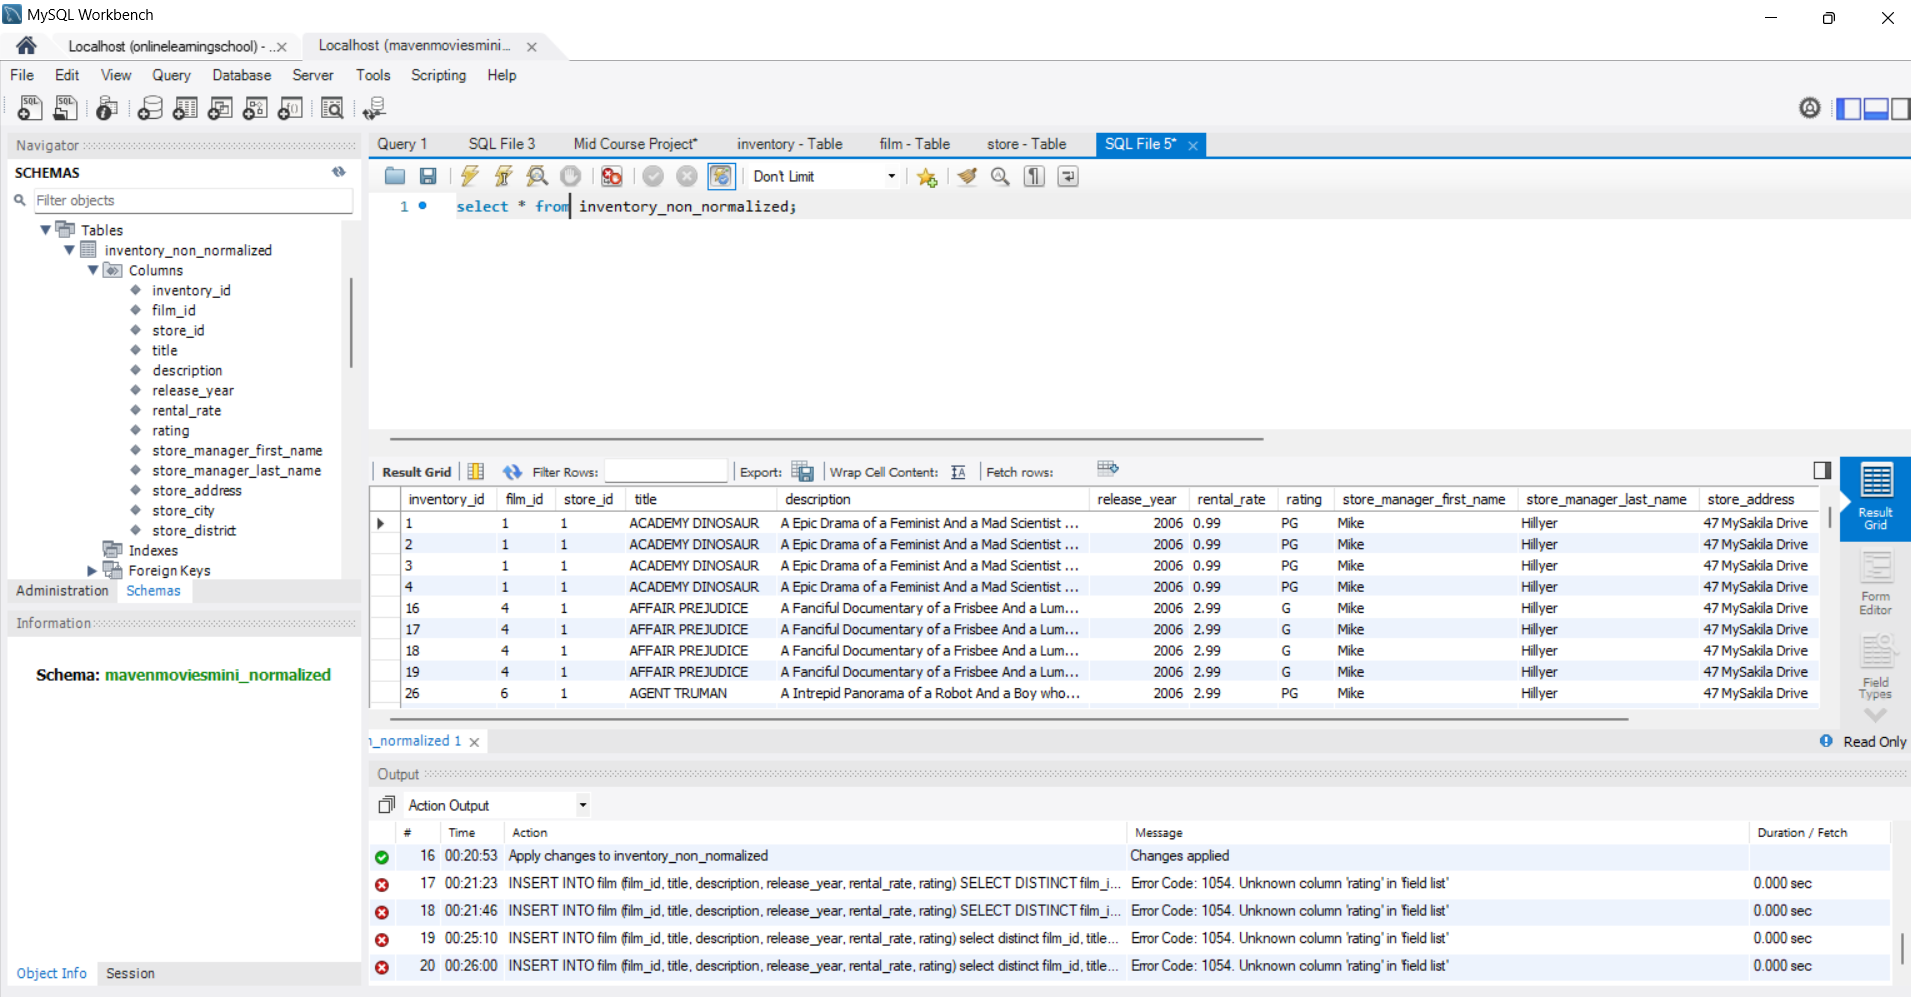 MySQL Workbench
Localhost (onlinelearningschool) - ...
Localhost (mavenmoviesmini...
File Edit View Query Database Server Tools Scripting Help
Navigator
SCHEMAS
Filter objects
Tables
inventory_non_normalized
Columns
inventory_id
film_id
store_id
title
description
release_year
rental_rate
rating
store_manager_first_name
store_manager_last_name
store_address
store_city
store_district
Indexes
Foreign Keys
Administration Schemas
Information
Schema: mavenmoviesmini_normalized
Object Info Session
Query 1 SQL File 3 Mid Course Project* inventory - Table film - Table store - Table SQL File 5*
Don't Limit
1 select * from inventory_non_normalized;
Result Grid Filter Rows: Export: Wrap Cell Content: Fetch rows:
inventory_id film_id store_id title description release_year rental_rate rating store_manager_first_name store_manager_last_name store_address
1 1 1 ACADEMY DINOSAUR A Epic Drama of a Feminist And a Mad Scientist ... 2006 0.99 PG Mike Hillyer 47 MySakila Drive
2 1 1 ACADEMY DINOSAUR A Epic Drama of a Feminist And a Mad Scientist ... 2006 0.99 PG Mike Hillyer 47 MySakila Drive
3 1 1 ACADEMY DINOSAUR A Epic Drama of a Feminist And a Mad Scientist ... 2006 0.99 PG Mike Hillyer 47 MySakila Drive
4 1 1 ACADEMY DINOSAUR A Epic Drama of a Feminist And a Mad Scientist ... 2006 0.99 PG Mike Hillyer 47 MySakila Drive
16 4 1 AFFAIR PREJUDICE A Fanciful Documentary of a Frisbee And a Lum... 2006 2.99 G Mike Hillyer 47 MySakila Drive
17 4 1 AFFAIR PREJUDICE A Fanciful Documentary of a Frisbee And a Lum... 2006 2.99 G Mike Hillyer 47 MySakila Drive
18 4 1 AFFAIR PREJUDICE A Fanciful Documentary of a Frisbee And a Lum... 2006 2.99 G Mike Hillyer 47 MySakila Drive
19 4 1 AFFAIR PREJUDICE A Fanciful Documentary of a Frisbee And a Lum... 2006 2.99 G Mike Hillyer 47 MySakila Drive
26 6 1 AGENT TRUMAN A Intrepid Panorama of a Robot And a Boy who... 2006 2.99 PG Mike Hillyer 47 MySakila Drive
Result
Grid
Form
Editor
Field
Types
n_normalized 1
Read Only
Output
Action Output
# Time Action Message Duration / Fetch
16 00:20:53 Apply changes to inventory_non_normalized Changes applied
17 00:21:23 INSERT INTO film (film_id, title, description, release_year, rental_rate, rating) SELECT DISTINCT film_i... Error Code: 1054. Unknown column 'rating' in 'field list' 0.000 sec
18 00:21:46 INSERT INTO film (film_id, title, description, release_year, rental_rate, rating) SELECT DISTINCT film_i... Error Code: 1054. Unknown column 'rating' in 'field list' 0.000 sec
19 00:25:10 INSERT INTO film (film_id, title, description, release_year, rental_rate, rating) select distinct film_id, title... Error Code: 1054. Unknown column 'rating' in 'field list' 0.000 sec
20 00:26:00 INSERT INTO film (film_id, title, description, release_year, rental_rate, rating) select distinct film_id, title... Error Code: 1054. Unknown column 'rating' in 'field list' 0.000 sec